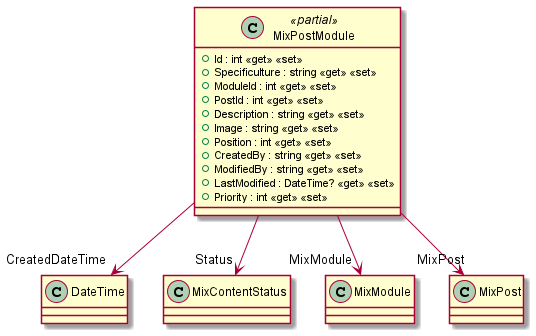 «partial»
C MixPostModule
Id : int «get» «set»
Specificulture : string «get» «set»
ModuleId : int «get» «set»
PostId : int «get» «set»
Description : string «get» «set»
Image : string «get» «set»
Position : int «get» «set»
CreatedBy : string «get» «set»
ModifiedBy : string «get» «set»
LastModified : DateTime? «get» «set»
Priority : int «get» «set»
CreatedDateTime Status MixModule MixPost
C DateTime C MixContentStatus C MixModule C MixPost